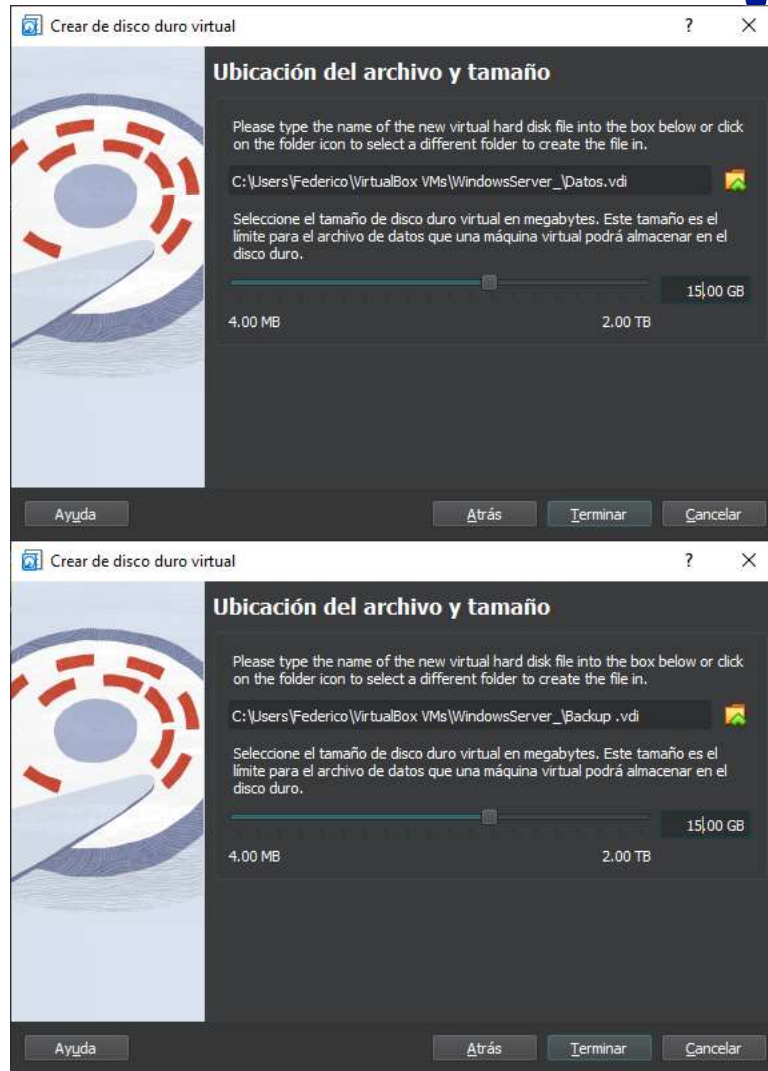 Crear de disco duro virtual
?
Ubicación del archivo y tamaño
Please type the name of the new virtual hard disk file into the box below or click
on the folder icon to select a different folder to create the file in.
C:\Users\Federico\VirtualBox VMs\WindowsServer_\Datos.vdi
Seleccione el tamaño de disco duro virtual en megabytes. Este tamaño es el
límite para el archivo de datos que una máquina virtual podrá almacenar en el
disco duro.
15,00 GB
4.00 MB 2.00 TB
Ayuda Atrás Terminar Cancelar
Crear de disco duro virtual
?
Ubicación del archivo y tamaño
Please type the name of the new virtual hard disk file into the box below or click
on the folder icon to select a different folder to create the file in.
C:\Users\Federico\VirtualBox VMs\WindowsServer_\Backup .vdi
Seleccione el tamaño de disco duro virtual en megabytes. Este tamaño es el
límite para el archivo de datos que una máquina virtual podrá almacenar en el
disco duro.
15,00 GB
4.00 MB 2.00 TB
Ayuda Atrás Terminar Cancelar